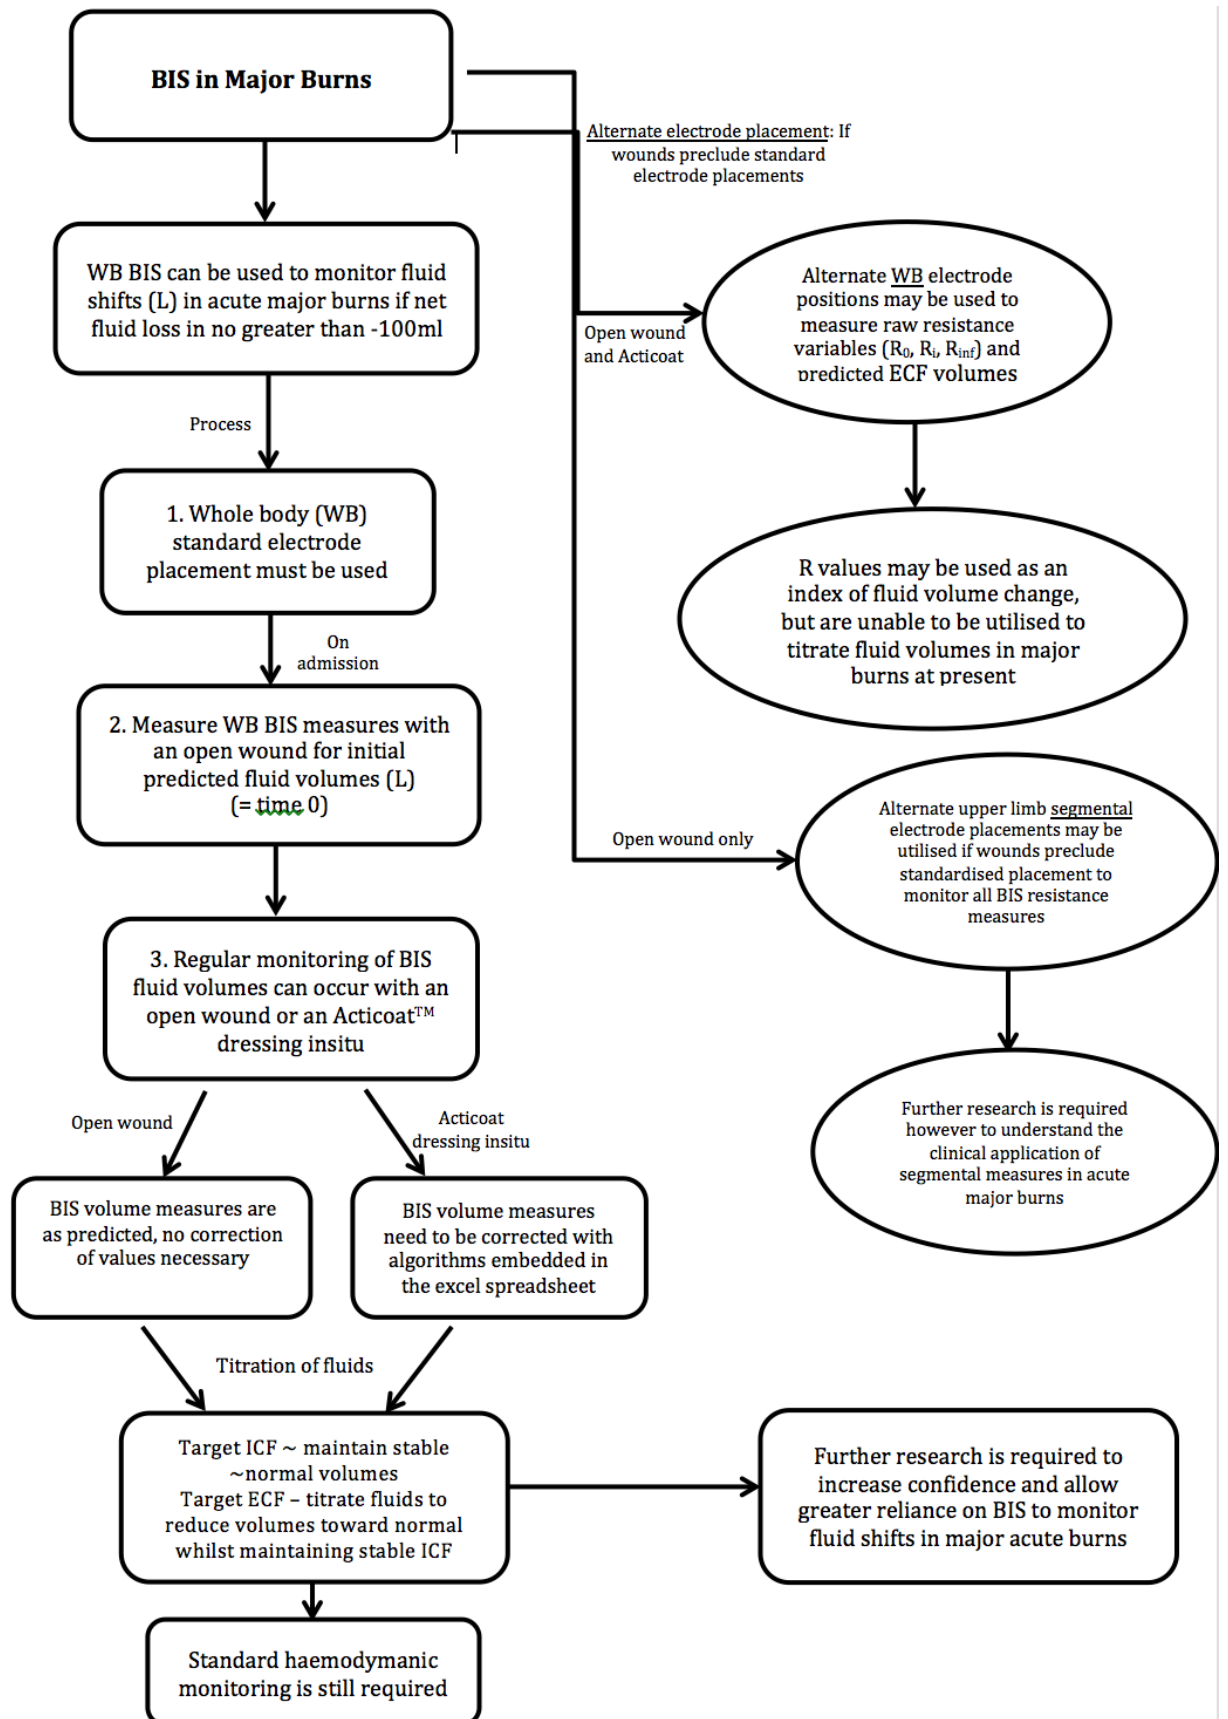 BIS in Major Burns
Alternate electrode placement: If
wounds preclude standard
electrode placements
WB BIS can be used to monitor fluid
shifts (L) in acute major burns if net
fluid loss in no greater than -100ml
Open wound
and Acticoat
Alternate WB electrode
positions may be used to
measure raw resistance
variables (R₀, Rᵢ, R_inf) and
predicted ECF volumes
Process
1. Whole body (WB)
standard electrode
placement must be used
R values may be used as an
index of fluid volume change,
but are unable to be utilised to
titrate fluid volumes in major
burns at present
On
admission
2. Measure WB BIS measures with
an open wound for initial
predicted fluid volumes (L)
(= time 0)
Open wound only
Alternate upper limb segmental
electrode placements may be
utilised if wounds preclude
standardised placement to
monitor all BIS resistance
measures
3. Regular monitoring of BIS
fluid volumes can occur with an
open wound or an Acticoat™
dressing insitu
Further research is required
however to understand the
clinical application of
segmental measures in acute
major burns
Open wound
Acticoat
dressing insitu
BIS volume measures are
as predicted, no correction
of values necessary
BIS volume measures
need to be corrected with
algorithms embedded in
the excel spreadsheet
Titration of fluids
Target ICF ~ maintain stable
~normal volumes
Target ECF – titrate fluids to
reduce volumes toward normal
whilst maintaining stable ICF
Further research is required to
increase confidence and allow
greater reliance on BIS to monitor
fluid shifts in major acute burns
Standard haemodymanic
monitoring is still required